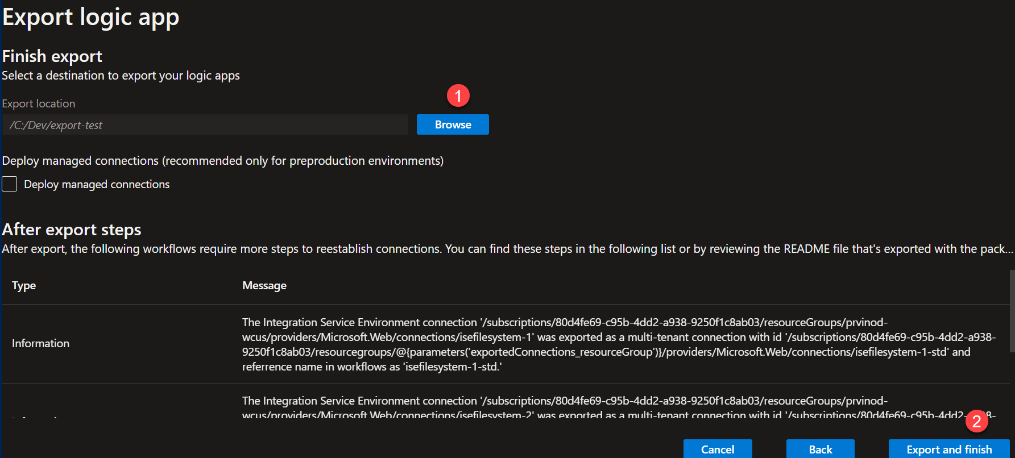 Export logic app
Finish export
Select a destination to export your logic apps
Export location
1
/C:/Dev/export-test
Browse
Deploy managed connections (recommended only for preproduction environments)
Deploy managed connections
After export steps
After export, the following workflows require more steps to reestablish connections. You can find these steps in the following list or by reviewing the README file that's exported with the pack...
Type
Message
Information
The Integration Service Environment connection '/subscriptions/80d4fe69-c95b-4dd2-a938-9250f1c8ab03/resourceGroups/prvinod-
wcus/providers/Microsoft.Web/connections/isefilesystem-1' was exported as a multi-tenant connection with id '/subscriptions/80d4fe69-c95b-4dd2-a938-
9250f1c8ab03/resourcegroups/@{parameters('exportedConnections_resourceGroup')}/providers/Microsoft.Web/connections/isefilesystem-1-std' and
referrence name in workflows as 'isefilesystem-1-std.'
The Integration Service Environment connection '/subscriptions/80d4fe69-c95b-4dd2-a938-9250f1c8ab03/resourceGroups/prvinod-
wcus/providers/Microsoft.Web/connections/isefilesystem-2' was exported as a multi-tenant connection with id '/subscriptions/80d4fe69-c95b-4dd2-
2
Cancel
Back
Export and finish